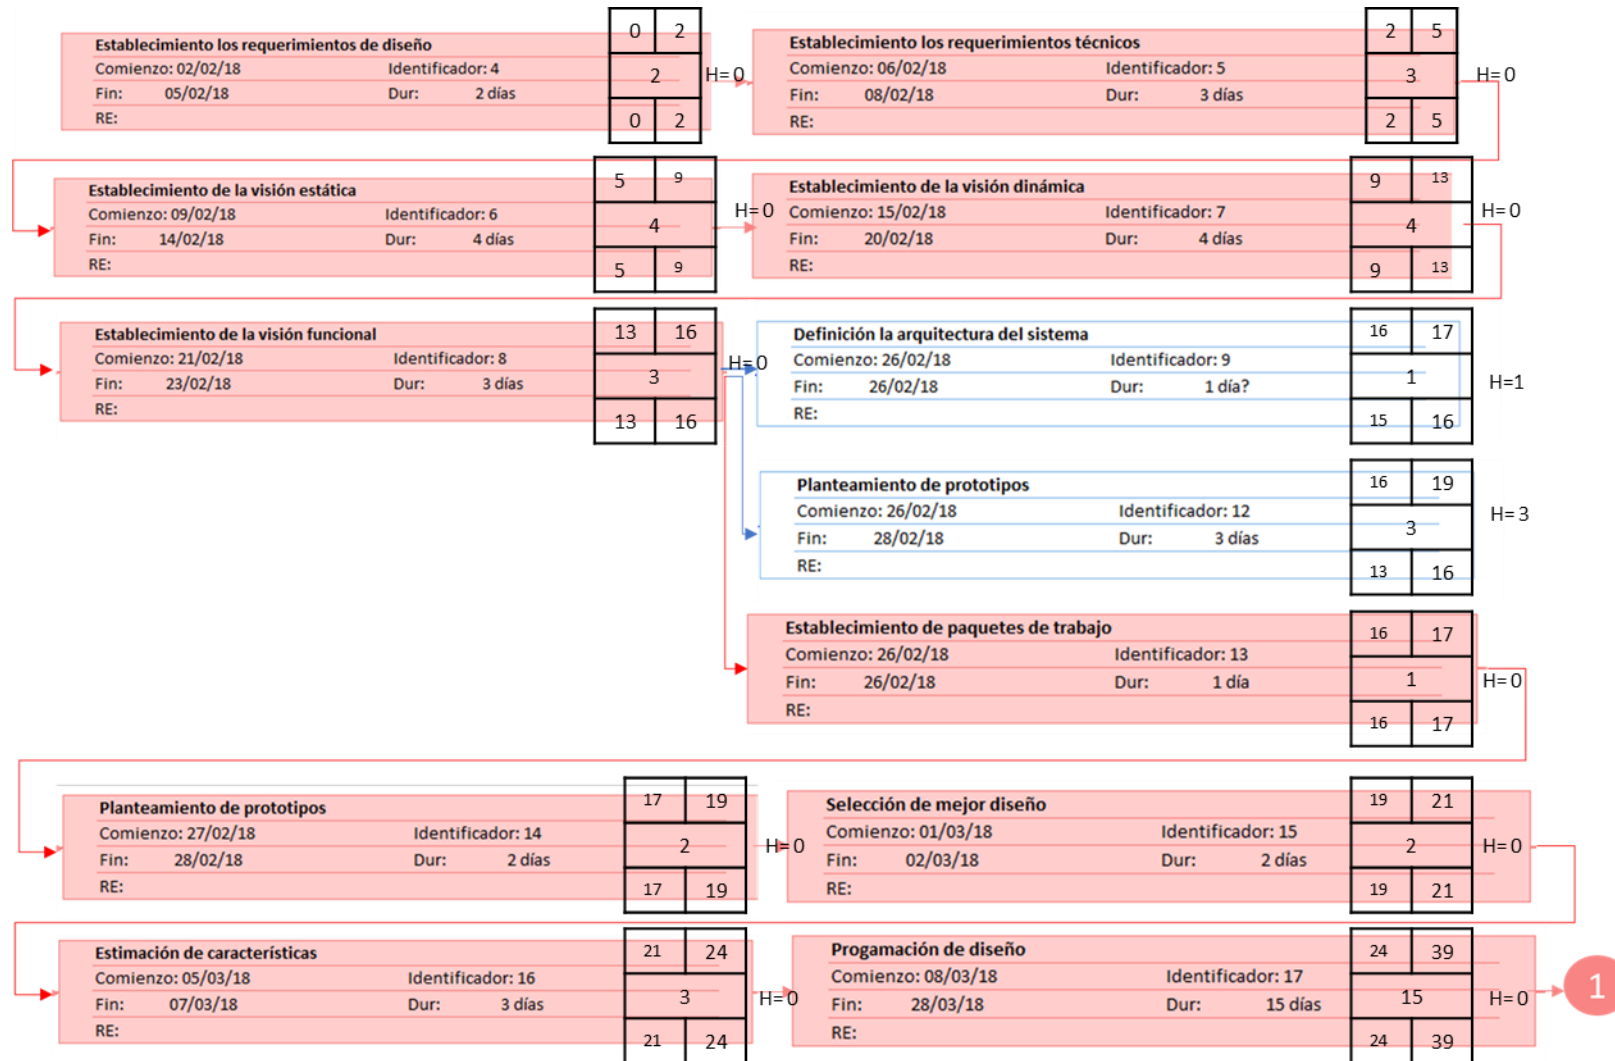 Establecimiento los requerimientos de diseño
Comienzo: 02/02/18 Identificador: 4
Fin: 05/02/18 Dur: 2 días
RE:
0 2
2
0 2
H= 0
Establecimiento los requerimientos técnicos
Comienzo: 06/02/18 Identificador: 5
Fin: 08/02/18 Dur: 3 días
RE:
2 5
3
2 5
H= 0
Establecimiento de la visión estática
Comienzo: 09/02/18 Identificador: 6
Fin: 14/02/18 Dur: 4 días
RE:
5 9
4
5 9
H= 0
Establecimiento de la visión dinámica
Comienzo: 15/02/18 Identificador: 7
Fin: 20/02/18 Dur: 4 días
RE:
9 13
4
9 13
H= 0
Establecimiento de la visión funcional
Comienzo: 21/02/18 Identificador: 8
Fin: 23/02/18 Dur: 3 días
RE:
13 16
3
13 16
H= 0
Definición la arquitectura del sistema
Comienzo: 26/02/18 Identificador: 9
Fin: 26/02/18 Dur: 1 día?
RE:
16 17
1
15 16
H=1
Planteamiento de prototipos
Comienzo: 26/02/18 Identificador: 12
Fin: 28/02/18 Dur: 3 días
RE:
16 19
3
13 16
H= 3
Establecimiento de paquetes de trabajo
Comienzo: 26/02/18 Identificador: 13
Fin: 26/02/18 Dur: 1 día
RE:
16 17
1
16 17
H= 0
Planteamiento de prototipos
Comienzo: 27/02/18 Identificador: 14
Fin: 28/02/18 Dur: 2 días
RE:
17 19
2
17 19
H= 0
Selección de mejor diseño
Comienzo: 01/03/18 Identificador: 15
Fin: 02/03/18 Dur: 2 días
RE:
19 21
2
19 21
H= 0
Estimación de características
Comienzo: 05/03/18 Identificador: 16
Fin: 07/03/18 Dur: 3 días
RE:
21 24
3
21 24
H= 0
Progamación de diseño
Comienzo: 08/03/18 Identificador: 17
Fin: 28/03/18 Dur: 15 días
RE:
24 39
15
24 39
H= 0
1